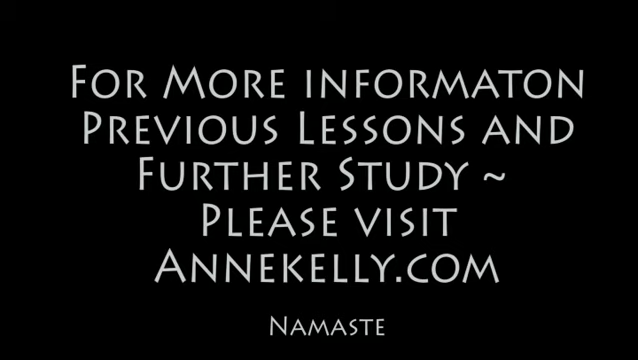 For More informaton
Previous Lessons and
Further Study ~
Please visit
Annekelly.com
Namaste